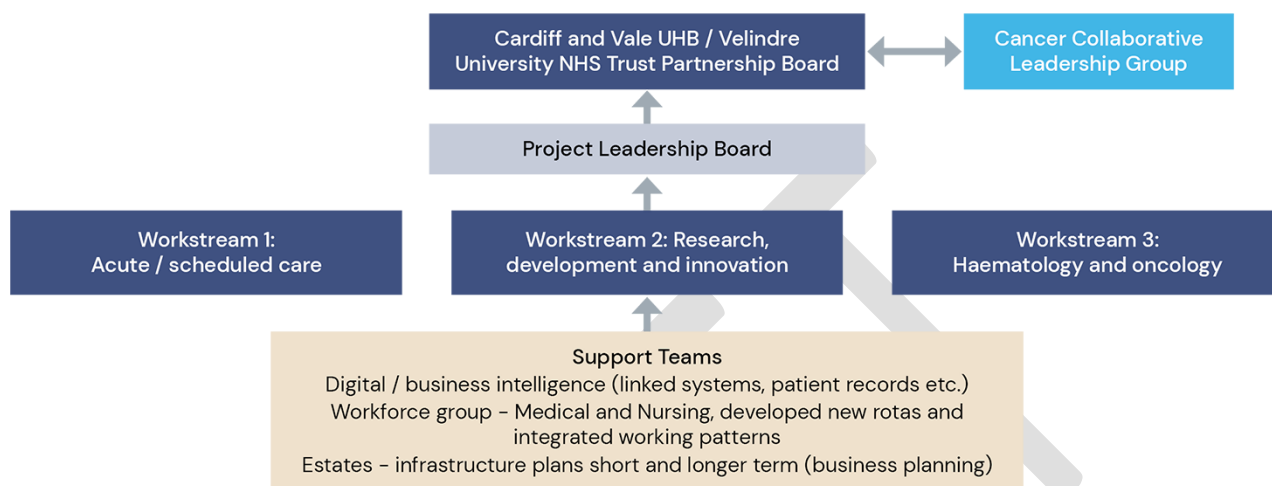 Cardiff and Vale UHB / Velindre
University NHS Trust Partnership Board
Cancer Collaborative
Leadership Group
Project Leadership Board
Workstream 1:
Acute / scheduled care
Workstream 2: Research,
development and innovation
Workstream 3:
Haematology and oncology
Support Teams
Digital / business intelligence (linked systems, patient records etc.)
Workforce group – Medical and Nursing, developed new rotas and
integrated working patterns
Estates – infrastructure plans short and longer term (business planning)